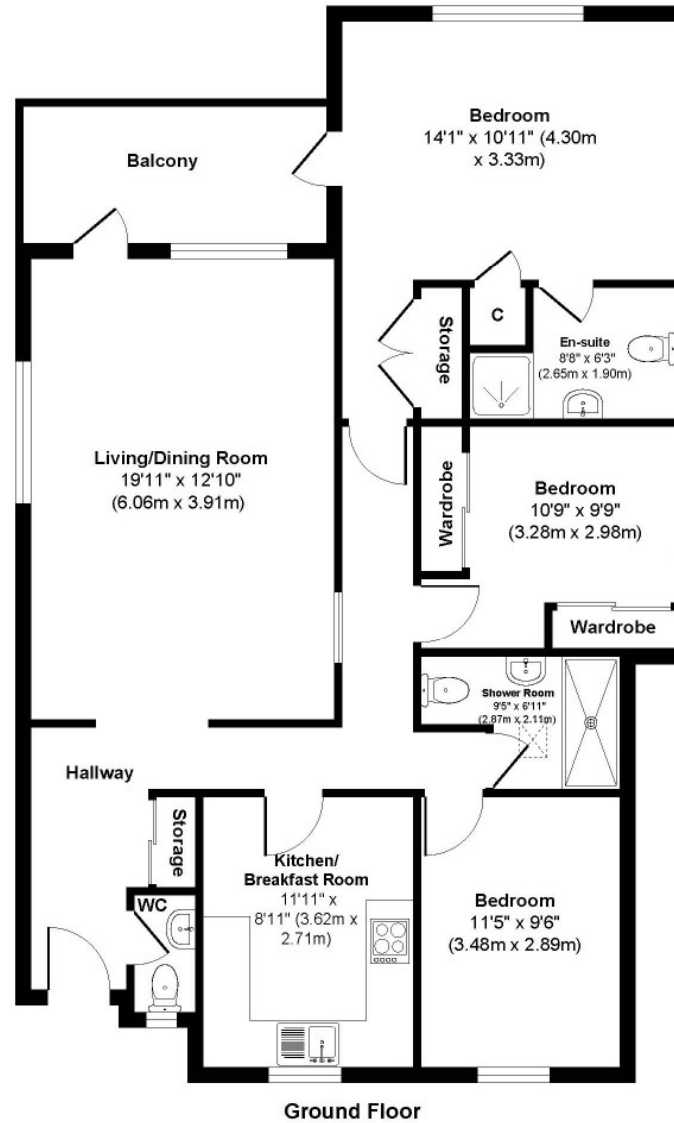 Bedroom
14'1" x 10'11" (4.30m
x 3.33m)
Balcony
C
Storage
En-suite
8'8" x 6'3"
(2.65m x 1.90m)
Living/Dining Room
19'11" x 12'10"
(6.06m x 3.91m)
Wardrobe
Bedroom
10'9" x 9'9"
(3.28m x 2.98m)
Wardrobe
Shower Room
9'5" x 6'11"
(2.87m x 2.11m)
Hallway
Storage
Kitchen/
Breakfast Room
11'11" x
8'11" (3.62m x
2.71m)
WC
Bedroom
11'5" x 9'6"
(3.48m x 2.89m)
Ground Floor